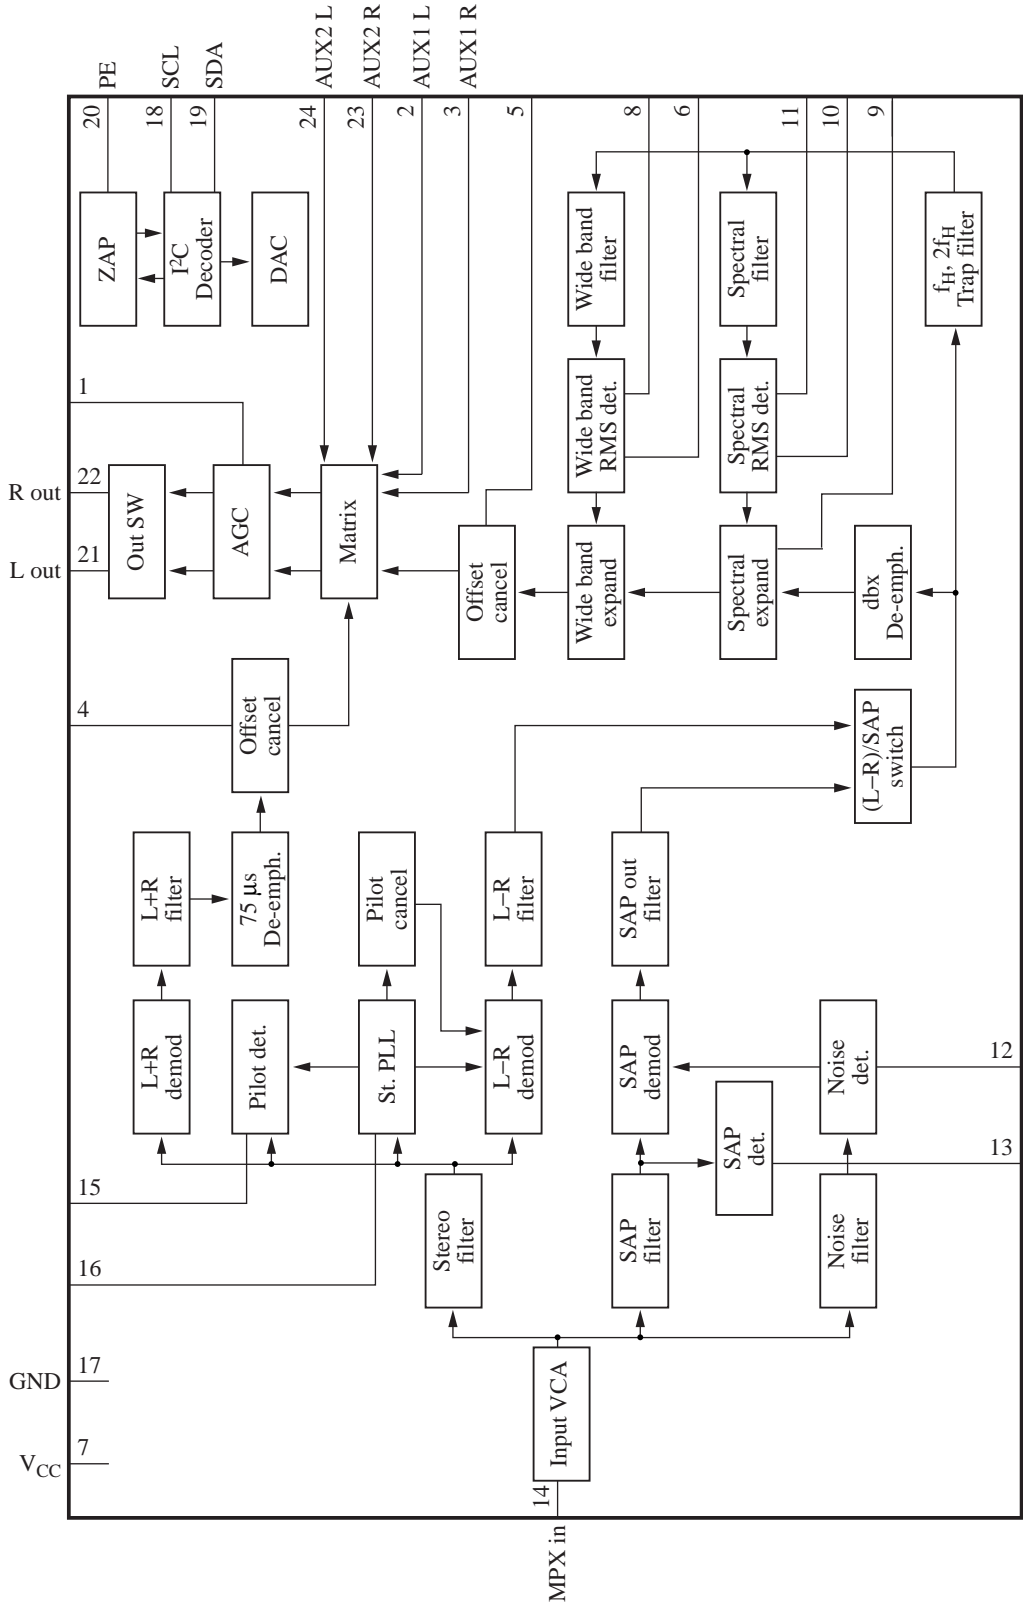 PE
SCL
SDA
AUX2 L
AUX2 R
AUX1 L
AUX1 R
20
18
19
24
23
2
3
5
8
6
11
10
9
ZAP
I²C
Decoder
DAC
Wide band
filter
Spectral
filter
f_H, 2f_H
Trap filter
1
Wide band
RMS det.
Spectral
RMS det.
R out
22
L out
21
Out SW
AGC
Matrix
Offset
cancel
Wide band
expand
Spectral
expand
dbx
De-emph.
4
Offset
cancel
(L−R)/SAP
switch
L+R
filter
75 µs
De-emph.
Pilot
cancel
L−R
filter
SAP out
filter
L+R
demod
Pilot det.
St. PLL
L−R
demod
SAP
demod
Noise
det.
12
SAP
det.
13
15
16
Stereo
filter
SAP
filter
Noise
filter
GND
17
V_CC
7
Input VCA
14
MPX in